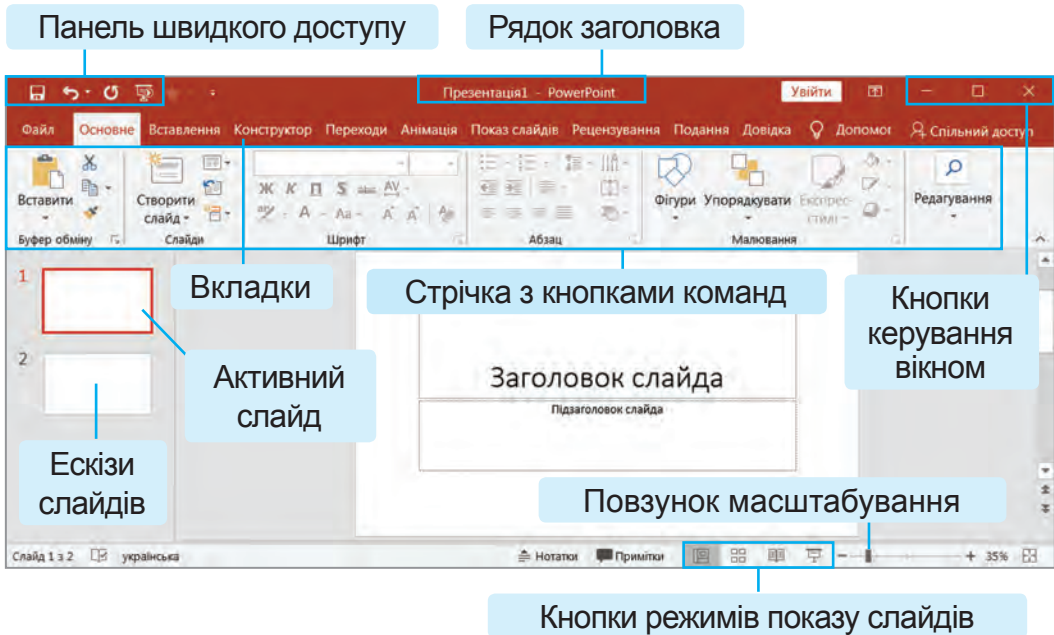 Панель швидкого доступу
Рядок заголовка
Презентація1 - PowerPoint
Увійти
Файл Основне Вставлення Конструктор Переходи Анімація Показ слайдів Рецензування Подання Довідка Допомог Спільний доступ
Вставити
Створити слайд
Ж К П S abc AV
Aa А А
Фігури Упорядкувати Експрес-стилі
Редагування
Буфер обміну Слайди Шрифт Абзац Малювання
1
Вкладки
Стрічка з кнопками команд
Кнопки
керування
вікном
2
Активний
слайд
Заголовок слайда
Підзаголовок слайда
Ескізи
слайдів
Повзунок масштабування
Слайд 1 з 2 українська Нотатки Примітки 35%
Кнопки режимів показу слайдів